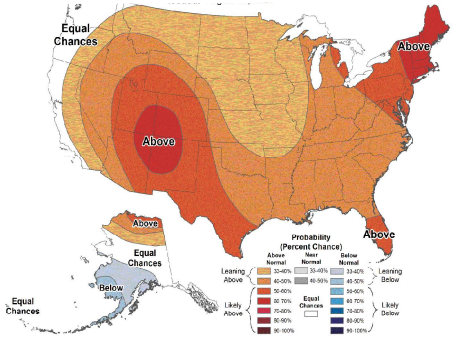 Equal
Chances
Above
Above
Above
Above
Equal
Chances
Below
Equal
Chances
Probability
(Percent Chance)
Above
Normal
Near
Normal
Below
Normal
Leaning
Above
33-40%
40-50%
33-40%
40-50%
33-40%
40-50%
Leaning
Below
Likely
Above
50-60%
60-70%
70-80%
80-90%
90-100%
Equal
Chances
50-60%
60-70%
70-80%
80-90%
90-100%
Likely
Below